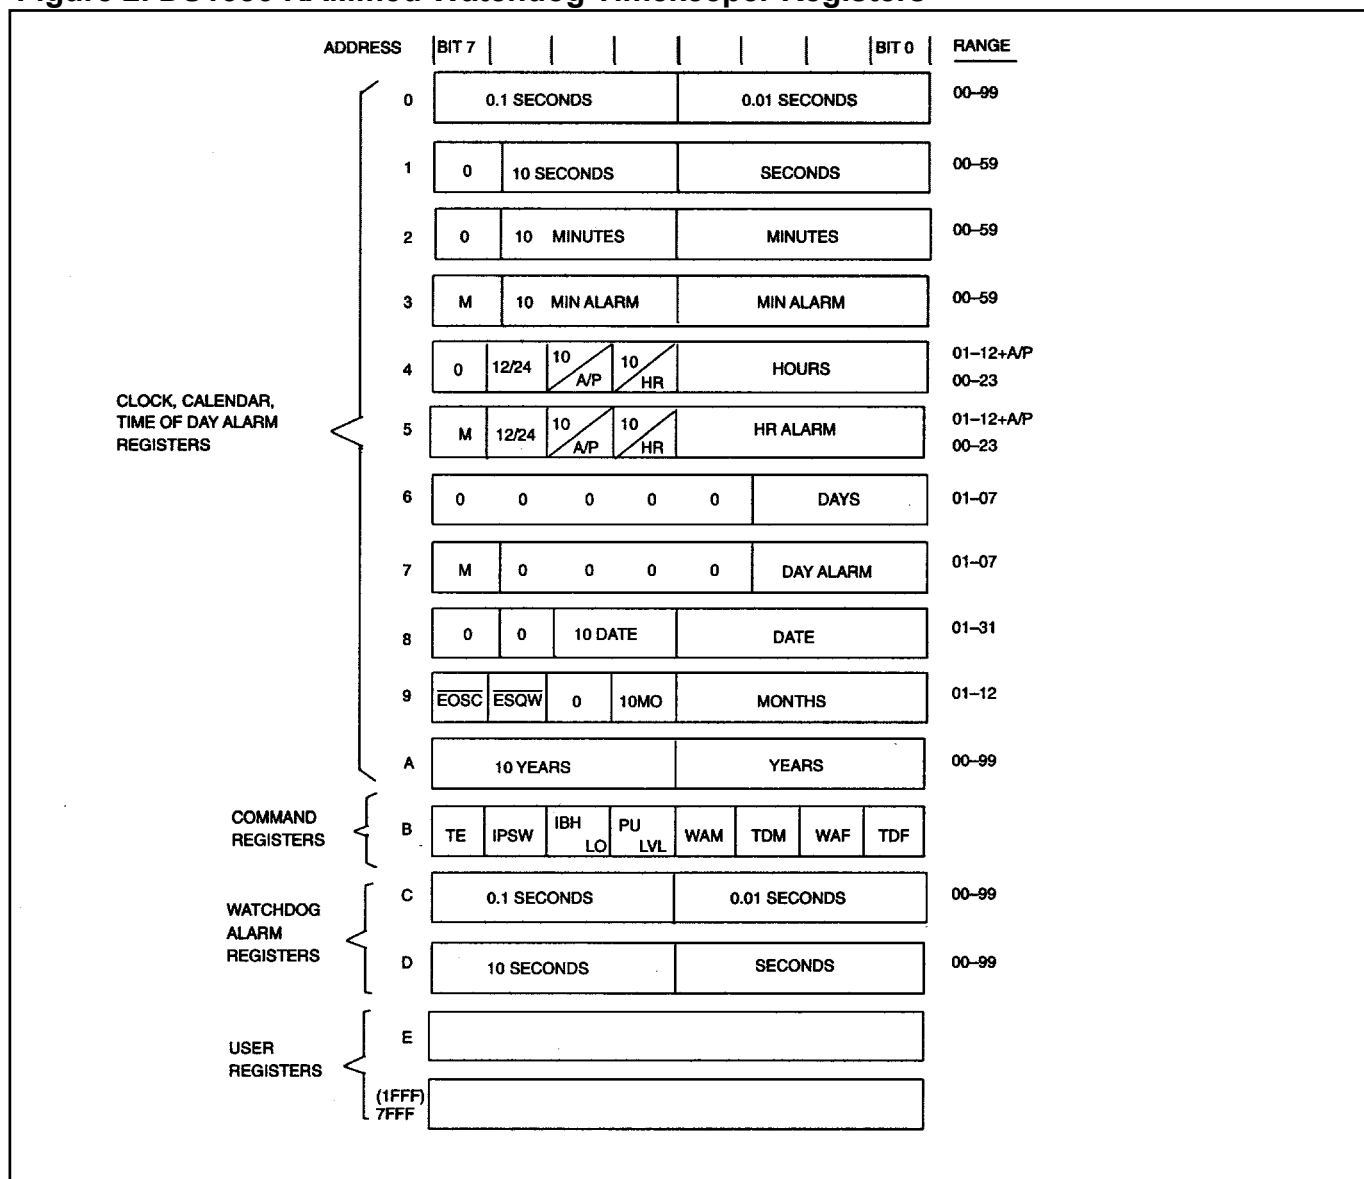 Figure 2. DS1386 RAMified Watchdog Timekeeper Registers
ADDRESS BIT 7 BIT 0 RANGE
0 0.1 SECONDS 0.01 SECONDS 00–99
1 0 10 SECONDS SECONDS 00–59
2 0 10 MINUTES MINUTES 00–59
3 M 10 MIN ALARM MIN ALARM 00–59
4 0 12/24 10 A/P 10 HR HOURS 01–12+A/P
00–23
CLOCK, CALENDAR,
TIME OF DAY ALARM
REGISTERS
5 M 12/24 10 A/P 10 HR HR ALARM 01–12+A/P
00–23
6 0 0 0 0 0 DAYS 01–07
7 M 0 0 0 0 DAY ALARM 01–07
8 0 0 10 DATE DATE 01–31
9 EOSC ESQW 0 10MO MONTHS 01–12
A 10 YEARS YEARS 00–99
COMMAND
REGISTERS
B TE IPSW IBH LO PU LVL WAM TDM WAF TDF
C 0.1 SECONDS 0.01 SECONDS 00–99
WATCHDOG
ALARM
REGISTERS
D 10 SECONDS SECONDS 00–99
E
USER
REGISTERS
(1FFF)
7FFF